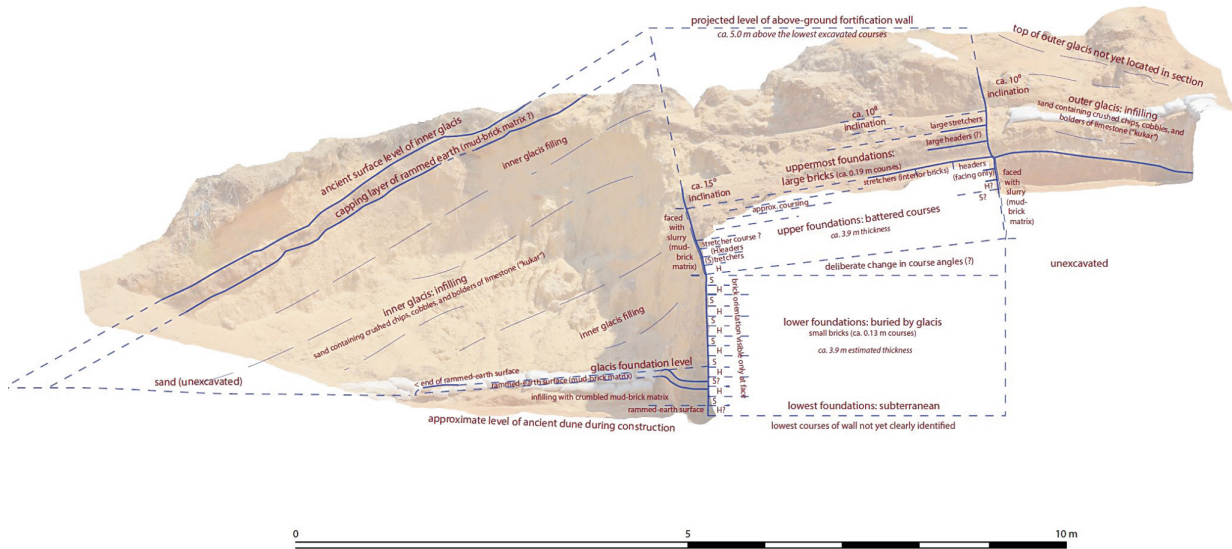 projected level of above-ground fortification wall
ca. 5.0 m above the lowest excavated courses
top of outer glacis not yet located in section
ca. 10⁰
inclination
outer glacis: infilling
sand containing crushed chips, cobbles, and
bolders of limestone ("kukar")
ca. 10⁰
inclination
large stretchers
large headers (?)
ancient surface level of inner glacis
capping layer of rammed earth (mud-brick matrix ?)
inner glacis filling
uppermost foundations:
large bricks (ca. 0.19 m courses)
stretchers (interior bricks)
headers
(facing only)
H?
S?
faced
with
slurry
(mud-
brick
matrix)
ca. 15⁰
inclination
approx. coursing
faced
with
slurry
(mud-
brick
matrix)
upper foundations: battered courses
ca. 3.9 m thickness
stretcher course ?
(H)eaders
(S)tretchers
H
deliberate change in course angles (?)
unexcavated
inner glacis: infilling
sand containing crushed chips, cobbles, and bolders of limestone ("kukar")
inner glacis filling
S
H
S
H
S
H
S
H
S
H
S?
H
S
H?
brick orientation visible only at face
lower foundations: buried by glacis
small bricks (ca. 0.13 m courses)
ca. 3.9 m estimated thickness
glacis foundation level
sand (unexcavated)
< end of rammed-earth surface
rammed-earth surface (mud-brick matrix)
infilling with crumbled mud-brick matrix
rammed-earth surface
lowest foundations: subterranean
approximate level of ancient dune during construction
lowest courses of wall not yet clearly identified
0
5
10 m